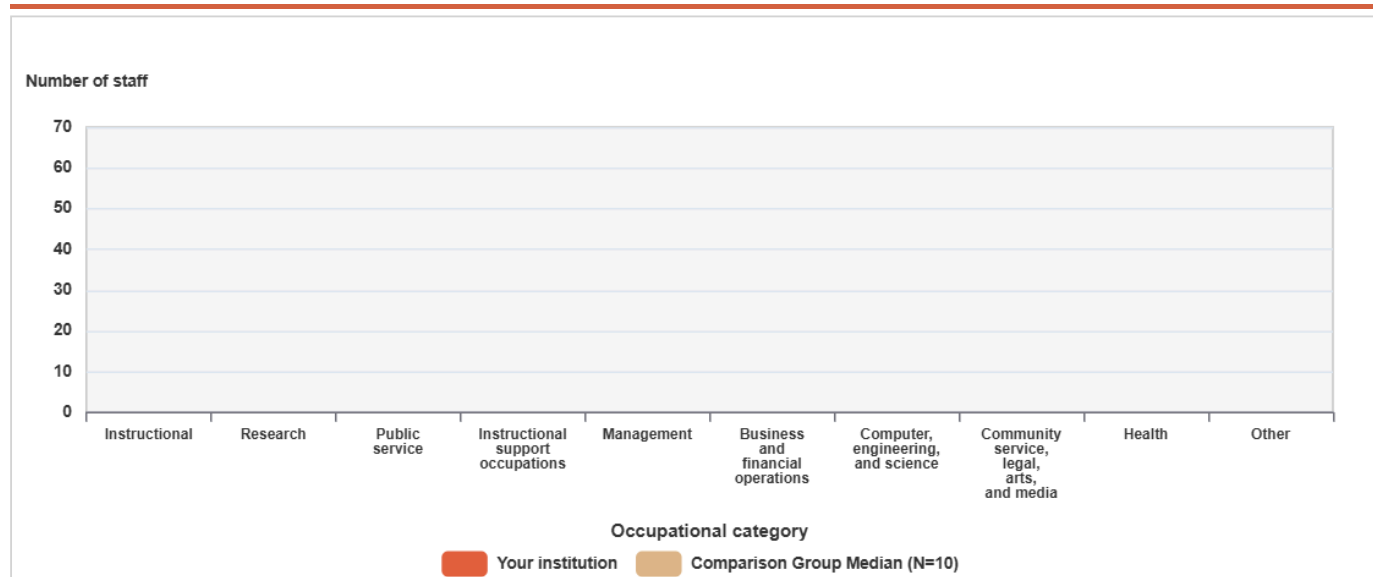 Number of staff
70
60
50
40
30
20
10
0
Instructional
Research
Public
service
Instructional
support
occupations
Management
Business
and
financial
operations
Computer,
engineering,
and science
Community
service,
legal,
arts,
and media
Health
Other
Occupational category
Your institution
Comparison Group Median (N=10)